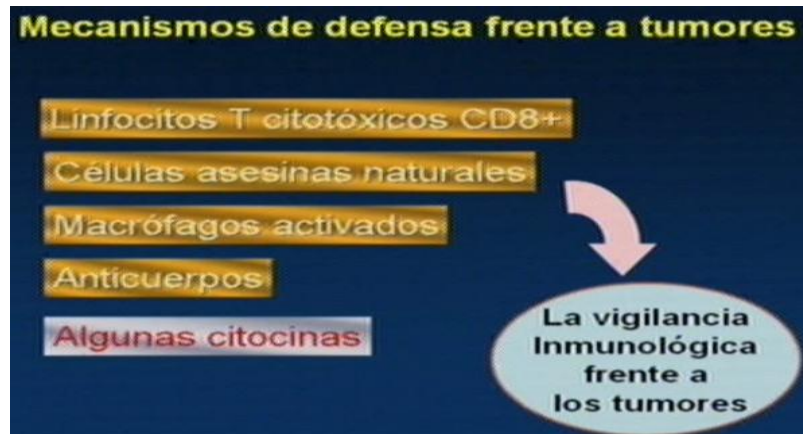 Mecanismos de defensa frente a tumores
Linfocitos T citotóxicos CD8+
Células asesinas naturales
Macrófagos activados
Anticuerpos
Algunas citocinas
La vigilancia
Inmunológica
frente a
los tumores